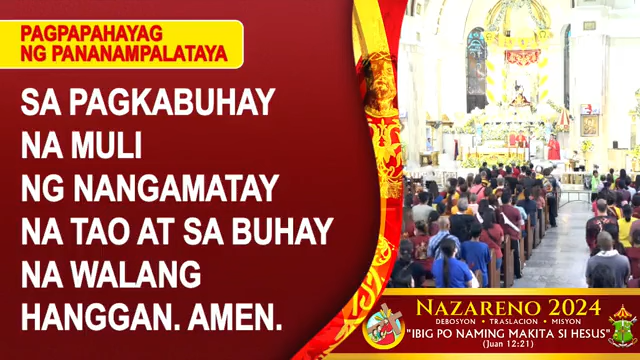 PAGPAPAHAYAG
NG PANANAMPALATAYA
SA PAGKABUHAY
NA MULI
NG NANGAMATAY
NA TAO AT SA BUHAY
NA WALANG
HANGGAN. AMEN.
NAZARENO 2024
DEBOSYON • TRASLACION • MISYON
"IBIG PO NAMING MAKITA SI HESUS"
(Juan 12:21)